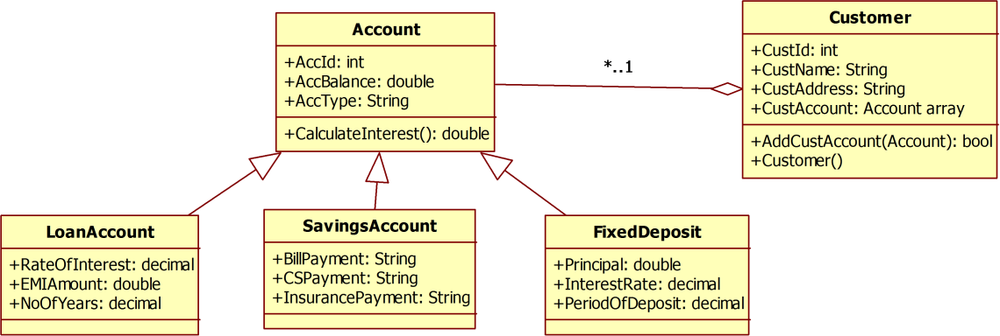 Account
+AccId: int
+AccBalance: double
+AccType: String
+CalculateInterest(): double
*..1
Customer
+CustId: int
+CustName: String
+CustAddress: String
+CustAccount: Account array
+AddCustAccount(Account): bool
+Customer()
LoanAccount
+RateOfInterest: decimal
+EMIAmount: double
+NoOfYears: decimal
SavingsAccount
+BillPayment: String
+CSPayment: String
+InsurancePayment: String
FixedDeposit
+Principal: double
+InterestRate: decimal
+PeriodOfDeposit: decimal